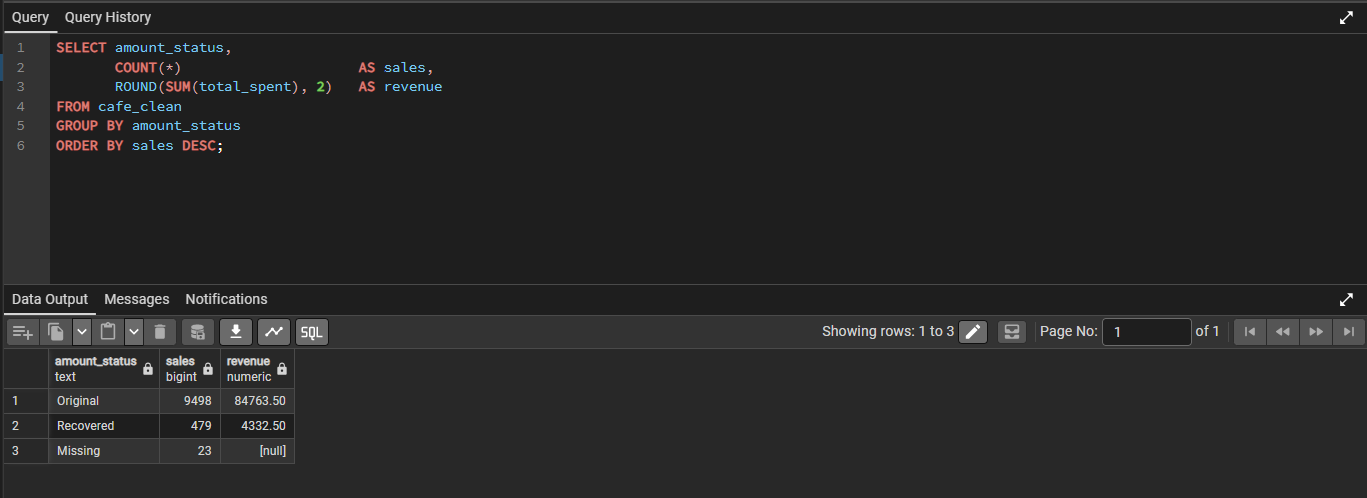 Query Query History
1 SELECT amount_status,
2 COUNT(*) AS sales,
3 ROUND(SUM(total_spent), 2) AS revenue
4 FROM cafe_clean
5 GROUP BY amount_status
6 ORDER BY sales DESC;
Data Output Messages Notifications
SQL Showing rows: 1 to 3 Page No: 1 of 1
amount_status sales revenue
text bigint numeric
1 Original 9498 84763.50
2 Recovered 479 4332.50
3 Missing 23 [null]